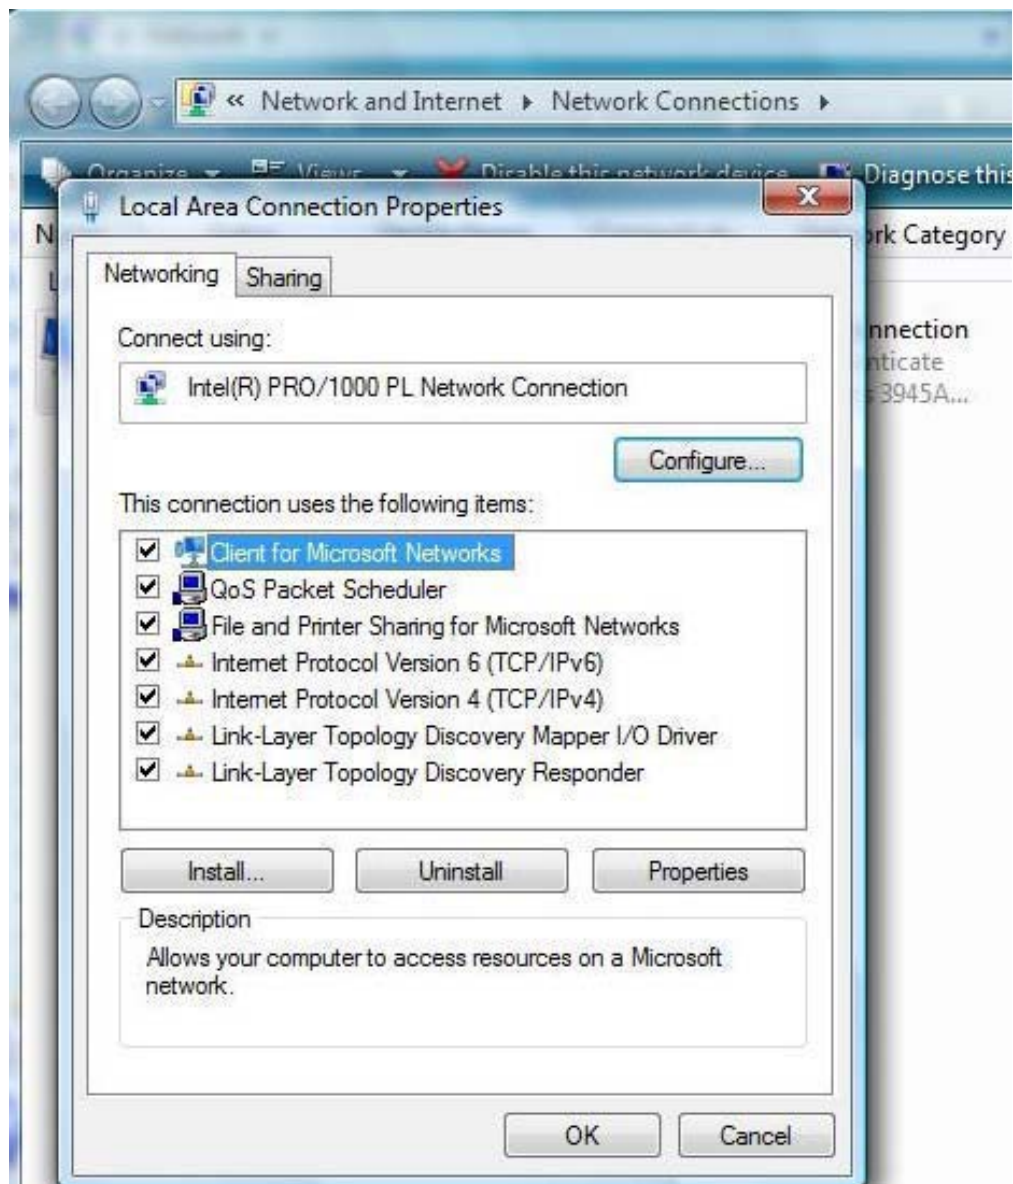 « Network and Internet ▸ Network Connections ▸
Organize Views Disable this network device Diagnose this
Local Area Connection Properties
N
ork Category
Networking Sharing
Connect using:
Intel(R) PRO/1000 PL Network Connection
nnection
nticate
3945A...
Configure...
This connection uses the following items:
Client for Microsoft Networks
QoS Packet Scheduler
File and Printer Sharing for Microsoft Networks
Internet Protocol Version 6 (TCP/IPv6)
Internet Protocol Version 4 (TCP/IPv4)
Link-Layer Topology Discovery Mapper I/O Driver
Link-Layer Topology Discovery Responder
Install... Uninstall Properties
Description
Allows your computer to access resources on a Microsoft
network.
OK Cancel